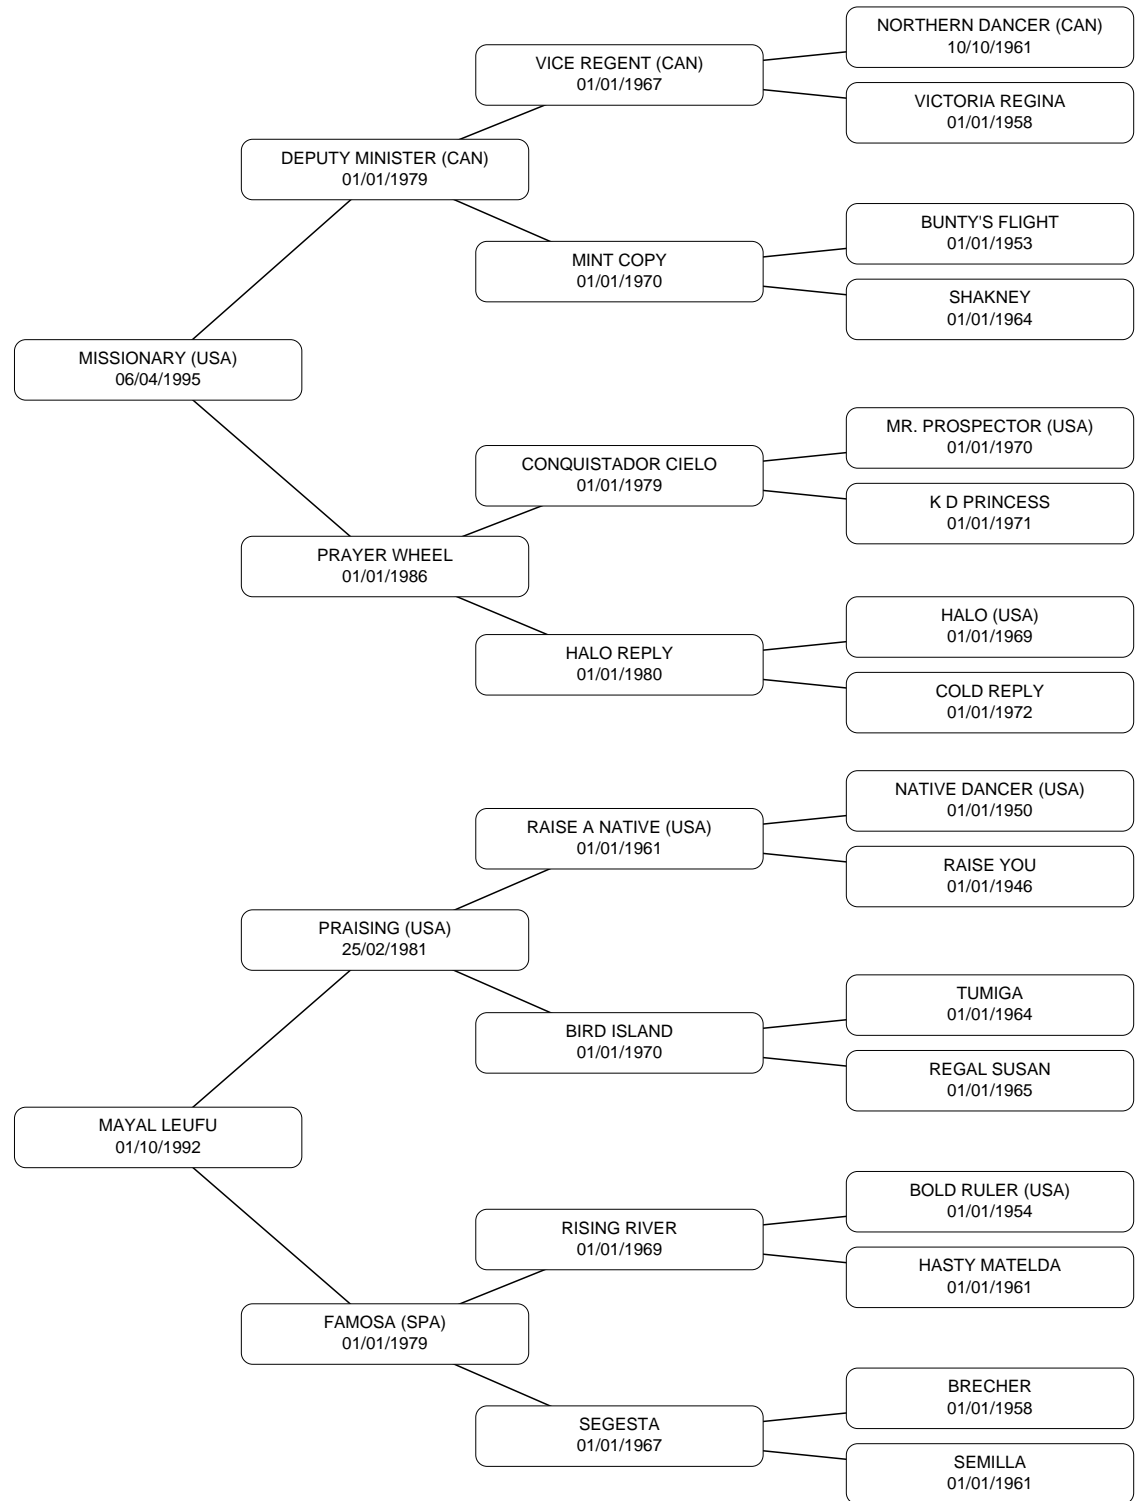 NORTHERN DANCER (CAN)
10/10/1961
VICE REGENT (CAN)
01/01/1967
VICTORIA REGINA
01/01/1958
DEPUTY MINISTER (CAN)
01/01/1979
BUNTY'S FLIGHT
01/01/1953
MINT COPY
01/01/1970
SHAKNEY
01/01/1964
MISSIONARY (USA)
06/04/1995
MR. PROSPECTOR (USA)
01/01/1970
CONQUISTADOR CIELO
01/01/1979
K D PRINCESS
01/01/1971
PRAYER WHEEL
01/01/1986
HALO (USA)
01/01/1969
HALO REPLY
01/01/1980
COLD REPLY
01/01/1972
NATIVE DANCER (USA)
01/01/1950
RAISE A NATIVE (USA)
01/01/1961
RAISE YOU
01/01/1946
PRAISING (USA)
25/02/1981
TUMIGA
01/01/1964
BIRD ISLAND
01/01/1970
REGAL SUSAN
01/01/1965
MAYAL LEUFU
01/10/1992
BOLD RULER (USA)
01/01/1954
RISING RIVER
01/01/1969
HASTY MATELDA
01/01/1961
FAMOSA (SPA)
01/01/1979
BRECHER
01/01/1958
SEGESTA
01/01/1967
SEMILLA
01/01/1961